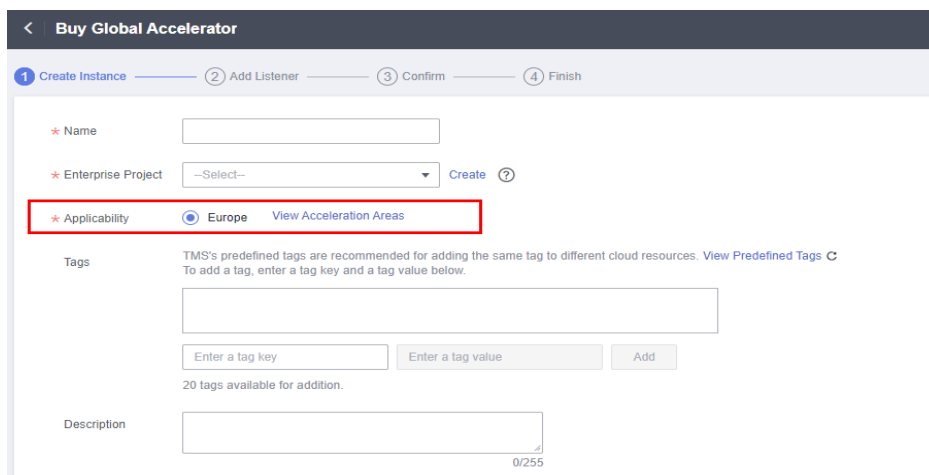 < Buy Global Accelerator
1 Create Instance 2 Add Listener 3 Confirm 4 Finish
* Name
* Enterprise Project --Select-- Create ?
* Applicability Europe View Acceleration Areas
Tags TMS's predefined tags are recommended for adding the same tag to different cloud resources. View Predefined Tags C
To add a tag, enter a tag key and a tag value below.
Enter a tag key Enter a tag value Add
20 tags available for addition.
Description
0/255